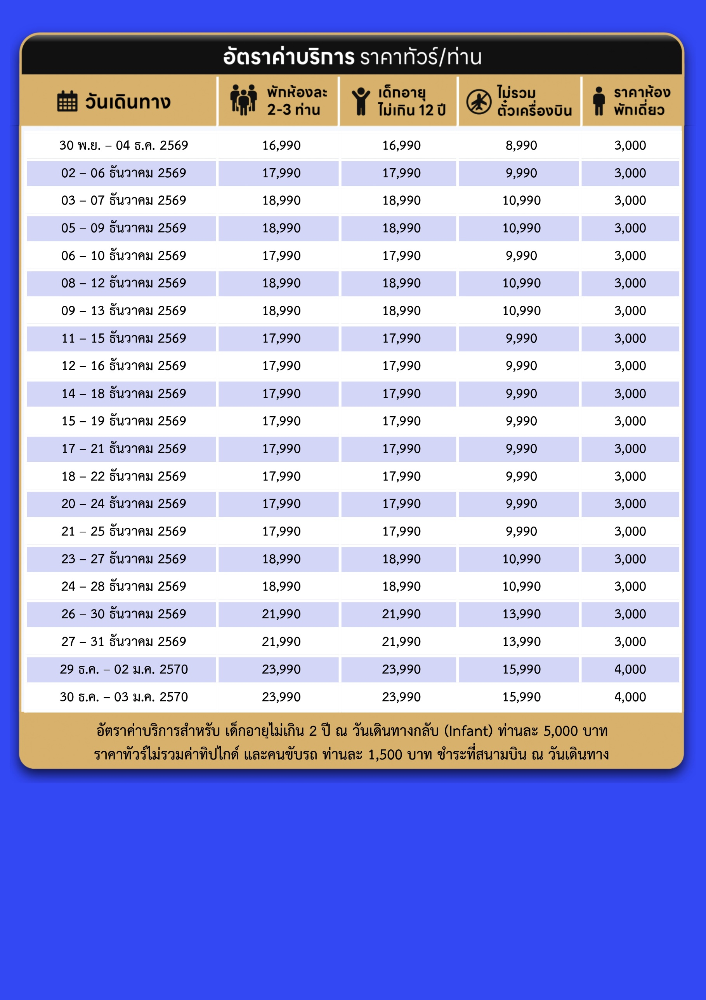 อัตราค่าบริการ ราคาทัวร์/ท่าน
วันเดินทาง พักห้องละ 2-3 ท่าน เด็กอายุ ไม่เกิน 12 ปี ไม่รวม ตั๋วเครื่องบิน ราคาห้อง พักเดี่ยว
30 พ.ย. – 04 ธ.ค. 2569 16,990 16,990 8,990 3,000
02 – 06 ธันวาคม 2569 17,990 17,990 9,990 3,000
03 – 07 ธันวาคม 2569 18,990 18,990 10,990 3,000
05 – 09 ธันวาคม 2569 18,990 18,990 10,990 3,000
06 – 10 ธันวาคม 2569 17,990 17,990 9,990 3,000
08 – 12 ธันวาคม 2569 18,990 18,990 10,990 3,000
09 – 13 ธันวาคม 2569 18,990 18,990 10,990 3,000
11 – 15 ธันวาคม 2569 17,990 17,990 9,990 3,000
12 – 16 ธันวาคม 2569 17,990 17,990 9,990 3,000
14 – 18 ธันวาคม 2569 17,990 17,990 9,990 3,000
15 – 19 ธันวาคม 2569 17,990 17,990 9,990 3,000
17 – 21 ธันวาคม 2569 17,990 17,990 9,990 3,000
18 – 22 ธันวาคม 2569 17,990 17,990 9,990 3,000
20 – 24 ธันวาคม 2569 17,990 17,990 9,990 3,000
21 – 25 ธันวาคม 2569 17,990 17,990 9,990 3,000
23 – 27 ธันวาคม 2569 18,990 18,990 10,990 3,000
24 – 28 ธันวาคม 2569 18,990 18,990 10,990 3,000
26 – 30 ธันวาคม 2569 21,990 21,990 13,990 3,000
27 – 31 ธันวาคม 2569 21,990 21,990 13,990 3,000
29 ธ.ค. – 02 ม.ค. 2570 23,990 23,990 15,990 4,000
30 ธ.ค. – 03 ม.ค. 2570 23,990 23,990 15,990 4,000
อัตราค่าบริการสำหรับ เด็กอายุไม่เกิน 2 ปี ณ วันเดินทางกลับ (Infant) ท่านละ 5,000 บาท
ราคาทัวร์ไม่รวมค่าทิปไกด์ และคนขับรถ ท่านละ 1,500 บาท ชำระที่สนามบิน ณ วันเดินทาง